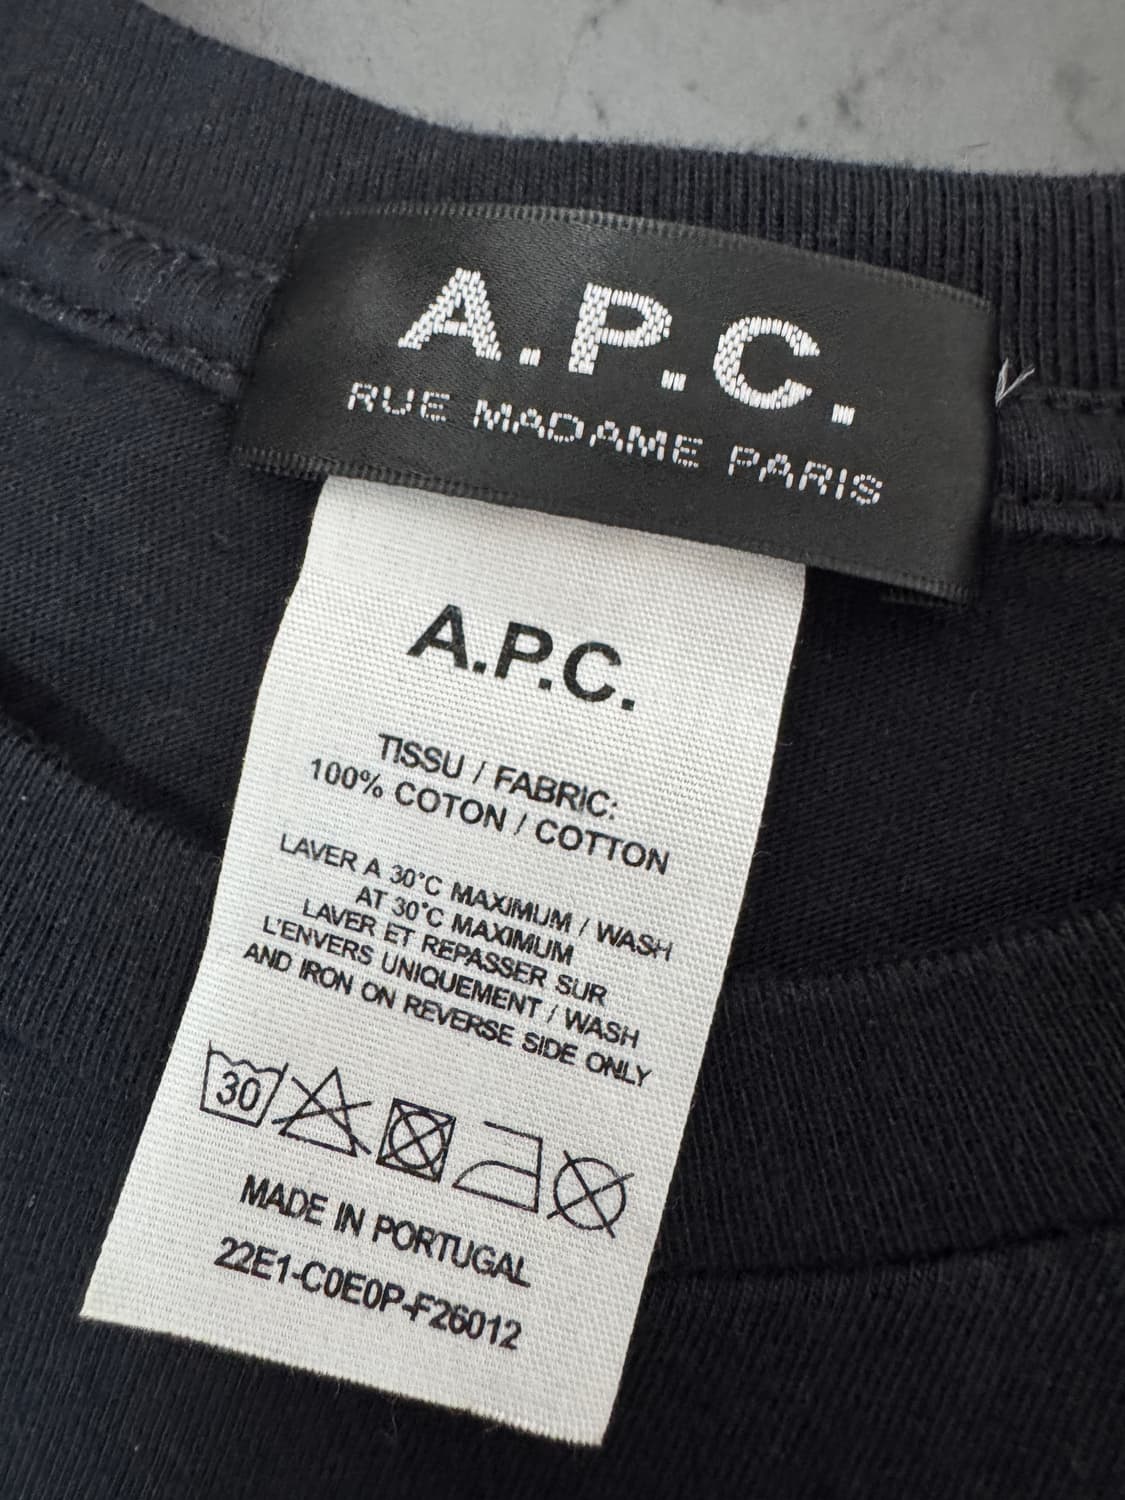 A.P.C.
RUE MADAME PARIS
A.P.C.
TISSU / FABRIC:
100% COTON / COTTON
LAVER A 30°C MAXIMUM / WASH
AT 30°C MAXIMUM
LAVER ET REPASSER SUR
L'ENVERS UNIQUEMENT / WASH
AND IRON ON REVERSE SIDE ONLY
30
MADE IN PORTUGAL
22E1-C0E0P-F26012